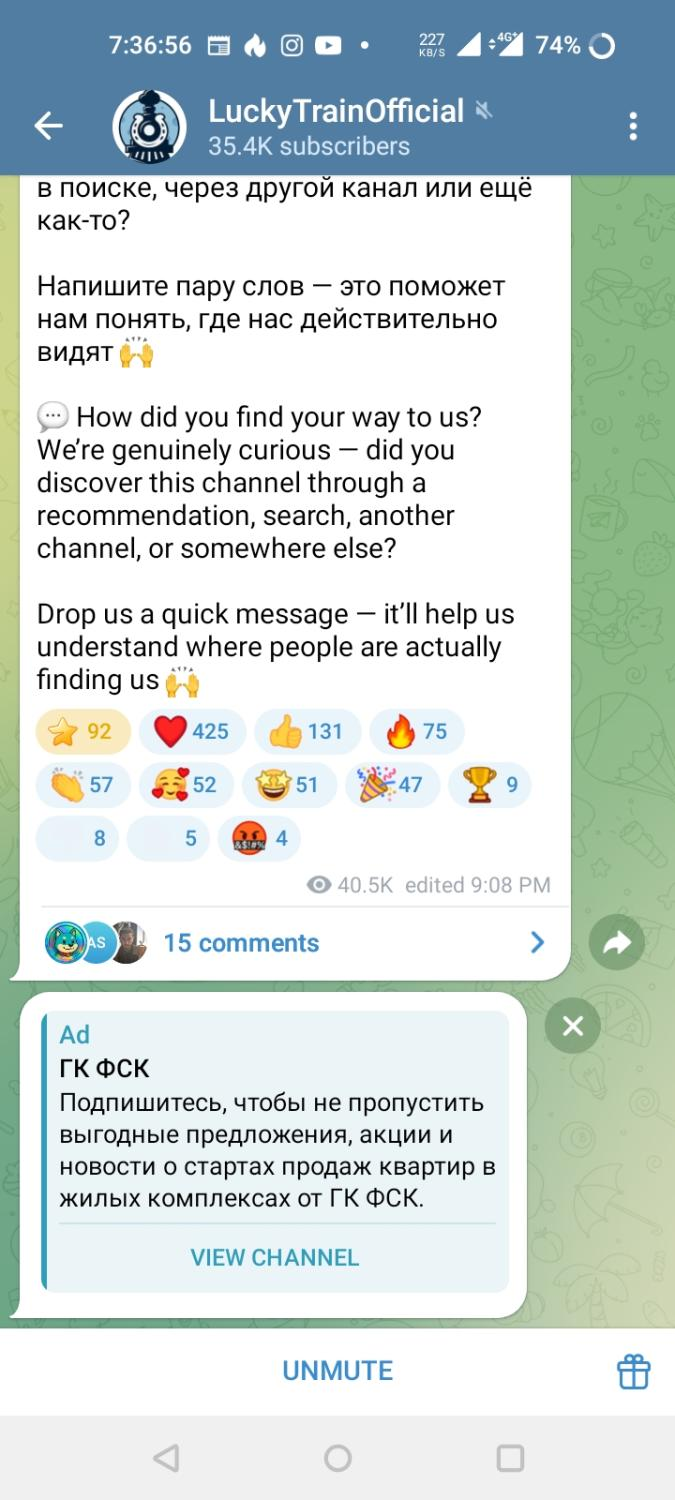 7:36:56
227
KB/S
4G+
74%
LuckyTrainOfficial
35.4K subscribers
в поиске, через другой канал или ещё
как-то?
Напишите пару слов — это поможет
нам понять, где нас действительно
видят 🙌
💬 How did you find your way to us?
We’re genuinely curious — did you
discover this channel through a
recommendation, search, another
channel, or somewhere else?
Drop us a quick message — it’ll help us
understand where people are actually
finding us 🙌
⭐ 92 ❤️ 425 👍 131 🔥 75
👏 57 🥰 52 🤩 51 🎉 47 🏆 9
8 5 🤬 4
40.5K edited 9:08 PM
AS
15 comments
Ad
ГК ФСК
Подпишитесь, чтобы не пропустить
выгодные предложения, акции и
новости о стартах продаж квартир в
жилых комплексах от ГК ФСК.
VIEW CHANNEL
UNMUTE